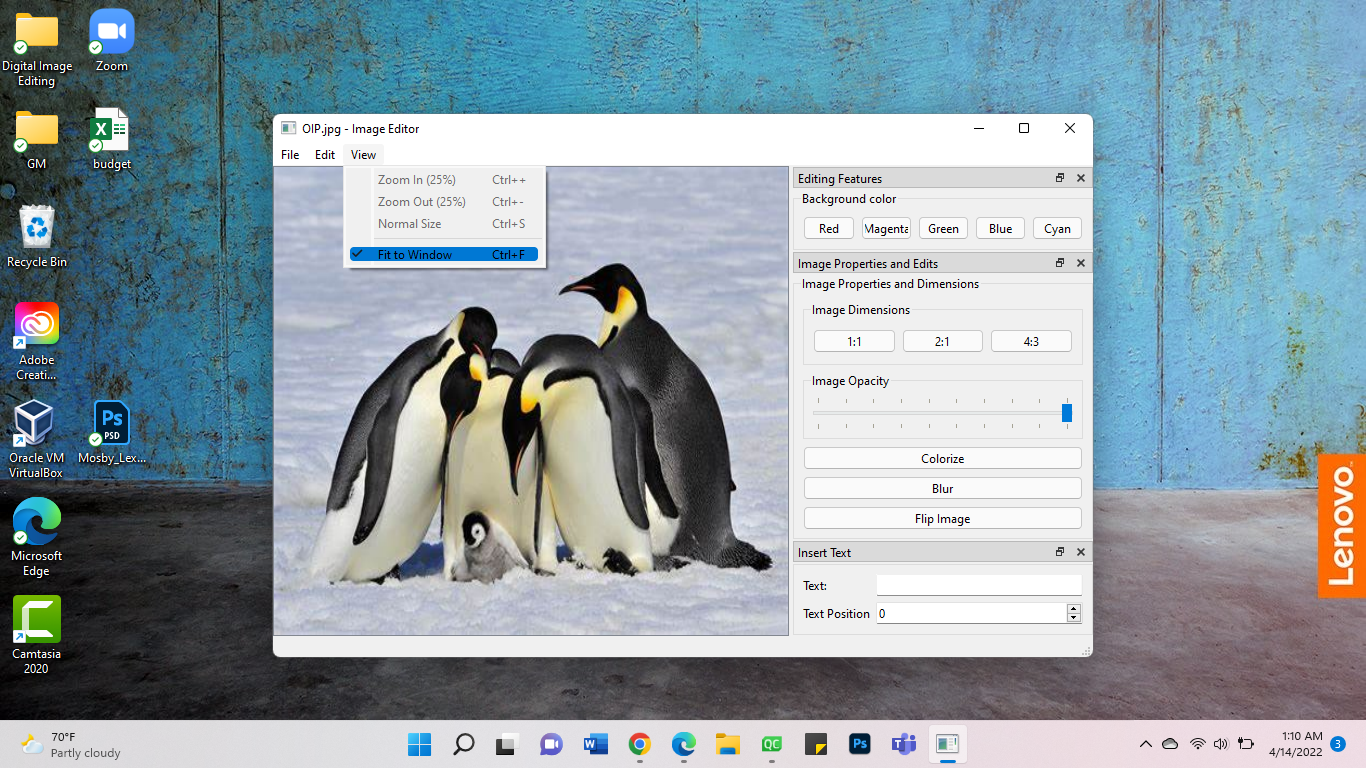 Digital Image
Editing
Zoom
GM
budget
Recycle Bin
Adobe
Creati...
Oracle VM
VirtualBox
Ps
PSD
Mosby_Lex...
Microsoft
Edge
Camtasia
2020
OIP.jpg - Image Editor
File Edit View
Zoom In (25%) Ctrl++
Zoom Out (25%) Ctrl+-
Normal Size Ctrl+S
Fit to Window Ctrl+F
Editing Features
Background color
Red Magenta Green Blue Cyan
Image Properties and Edits
Image Properties and Dimensions
Image Dimensions
1:1 2:1 4:3
Image Opacity
Colorize
Blur
Flip Image
Insert Text
Text:
Text Position 0
Lenovo
70°F
Partly cloudy
W
QC
Ps
1:10 AM
4/14/2022
3